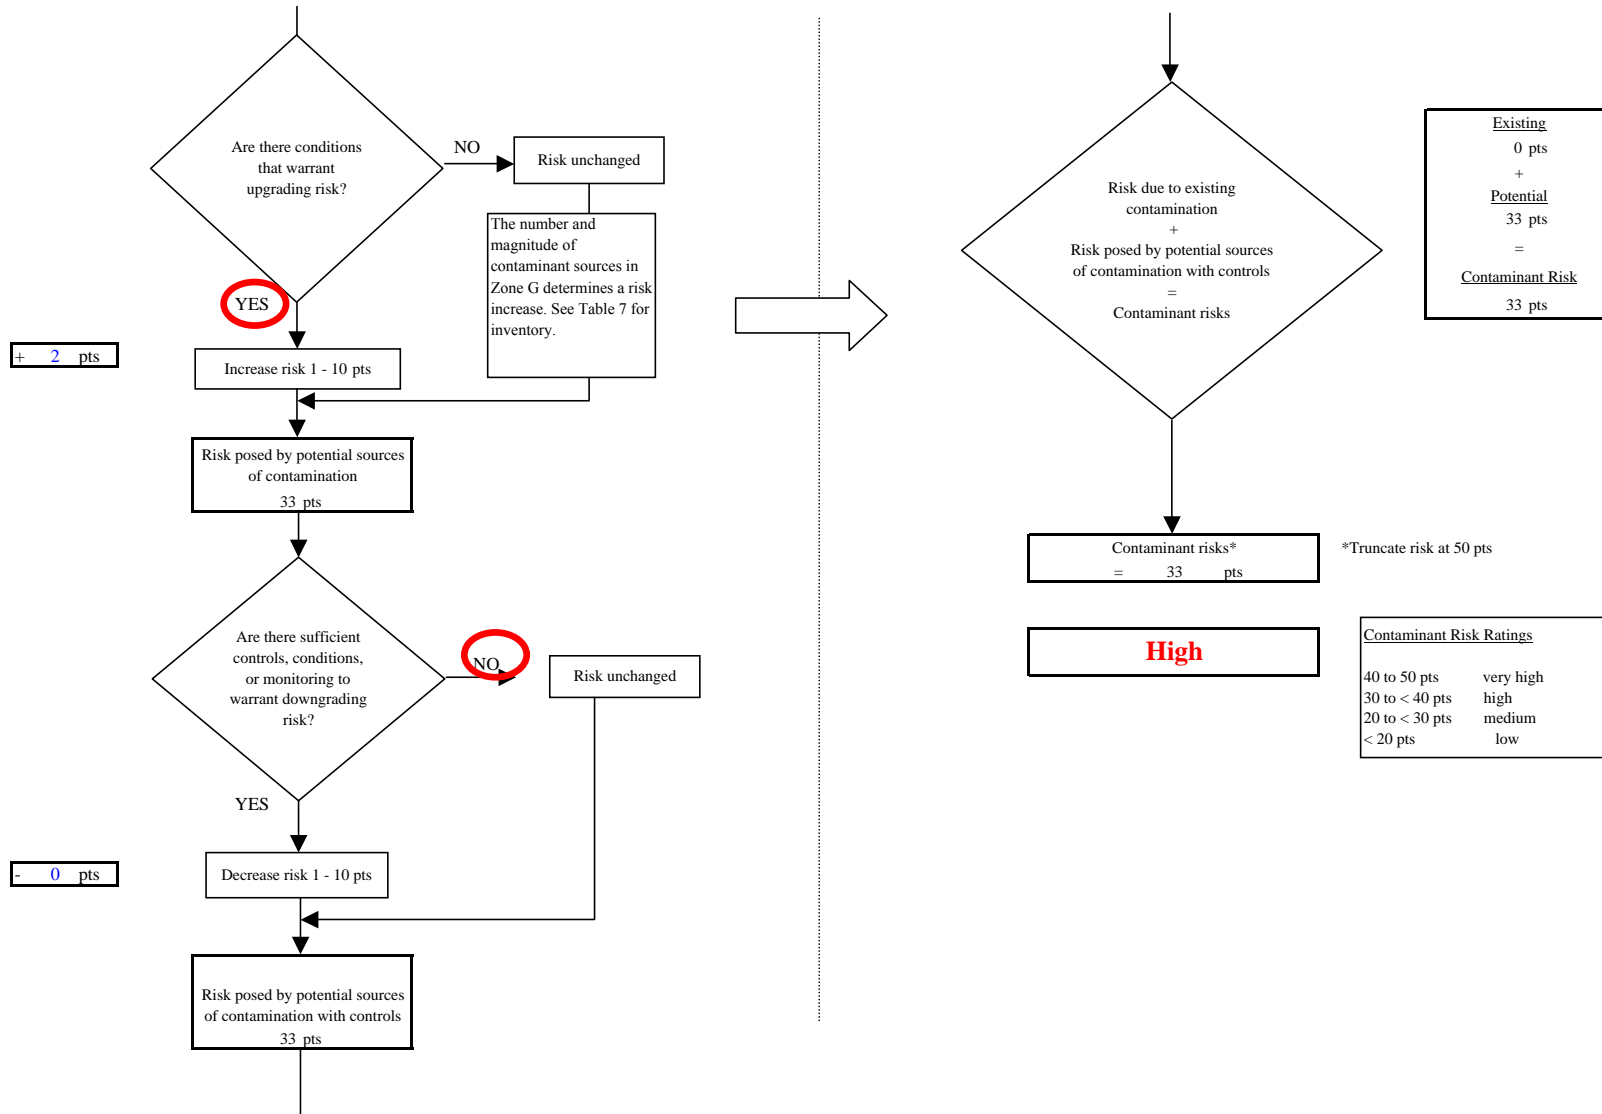 Are there conditions
that warrant
upgrading risk?
NO
Risk unchanged
The number and
magnitude of
contaminant sources in
Zone G determines a risk
increase. See Table 7 for
inventory.
YES
+ 2 pts
Increase risk 1 - 10 pts
Risk posed by potential sources
of contamination
33 pts
Are there sufficient
controls, conditions,
or monitoring to
warrant downgrading
risk?
NO
Risk unchanged
YES
- 0 pts
Decrease risk 1 - 10 pts
Risk posed by potential sources
of contamination with controls
33 pts
Risk due to existing
contamination
+
Risk posed by potential sources
of contamination with controls
=
Contaminant risks
Existing
0 pts
+
Potential
33 pts
=
Contaminant Risk
33 pts
Contaminant risks*
= 33 pts
*Truncate risk at 50 pts
High
Contaminant Risk Ratings
40 to 50 pts very high
30 to < 40 pts high
20 to < 30 pts medium
< 20 pts low